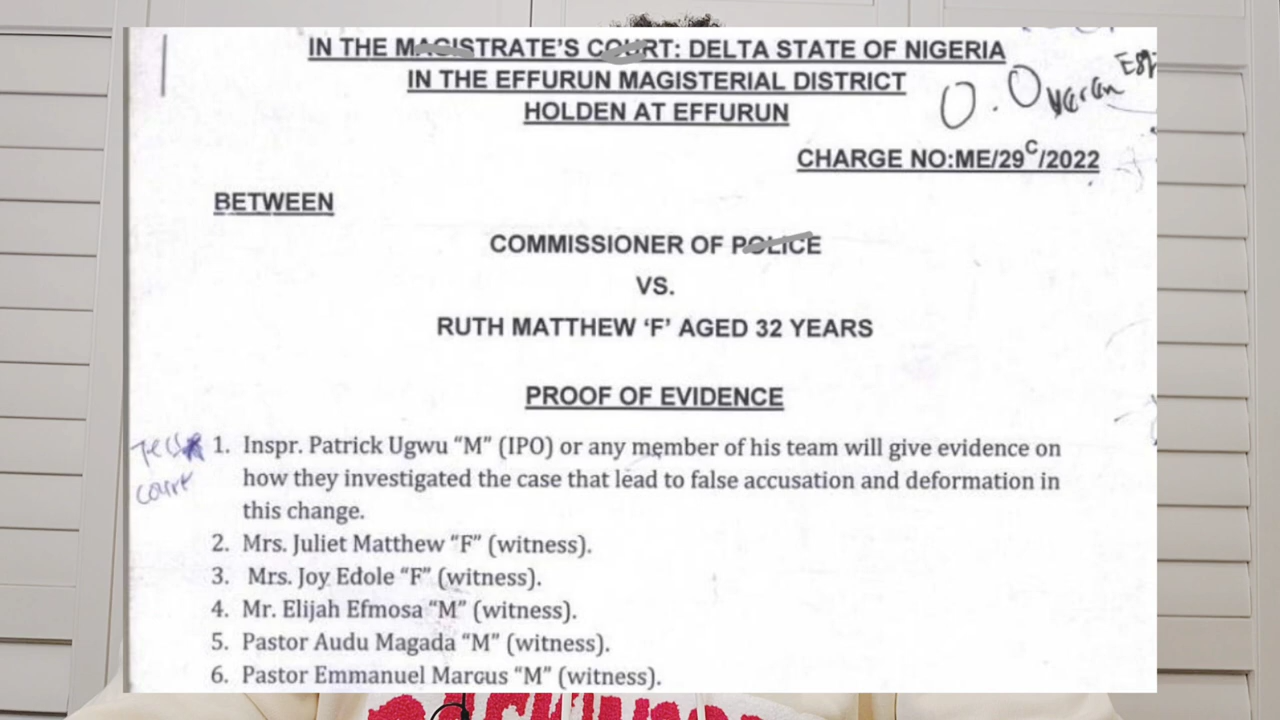 IN THE MAGISTRATE'S COURT: DELTA STATE OF NIGERIA
IN THE EFFURUN MAGISTERIAL DISTRICT
HOLDEN AT EFFURUN
CHARGE NO:ME/29C/2022
BETWEEN
COMMISSIONER OF POLICE
VS.
RUTH MATTHEW ‘F’ AGED 32 YEARS
PROOF OF EVIDENCE
1. Inspr. Patrick Ugwu “M” (IPO) or any member of his team will give evidence on
how they investigated the case that lead to false accusation and deformation in
this change.
court
2. Mrs. Juliet Matthew “F” (witness).
3. Mrs. Joy Edole “F” (witness).
4. Mr. Elijah Efmosa “M” (witness).
5. Pastor Audu Magada “M” (witness).
6. Pastor Emmanuel Marcus “M” (witness).